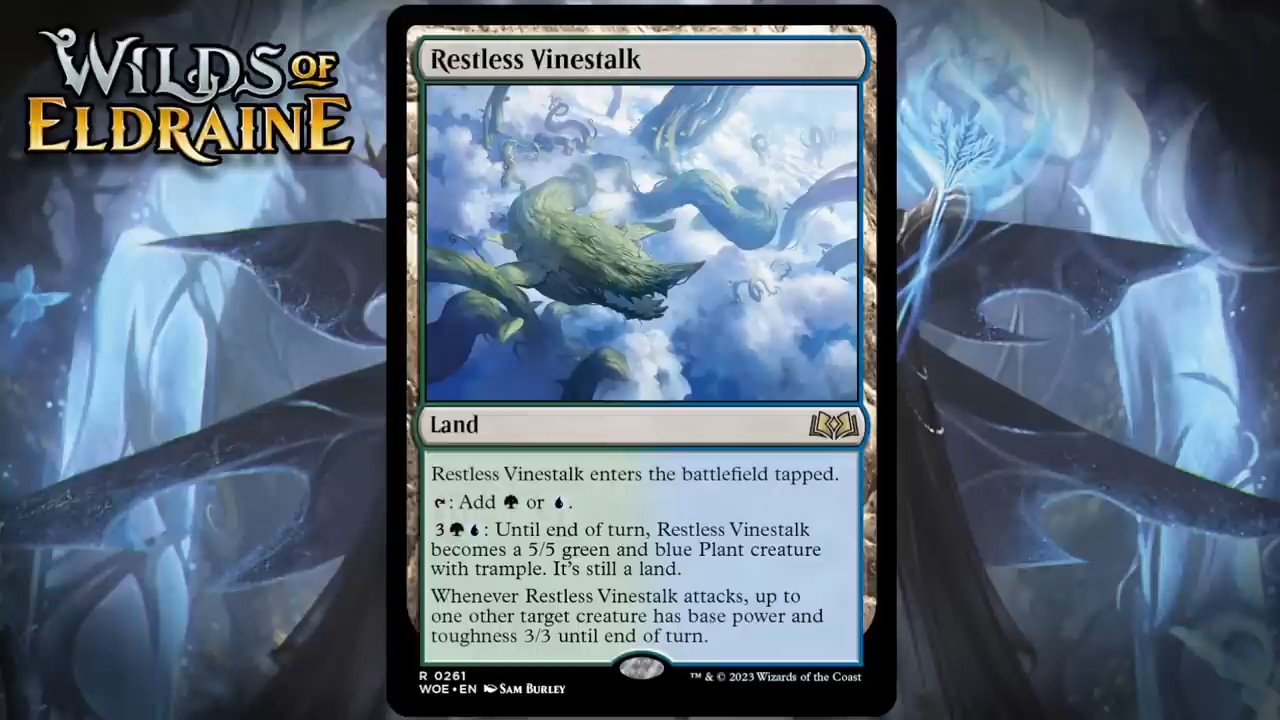 WILDS OF
ELDRAINE
Restless Vinestalk
Land
Restless Vinestalk enters the battlefield tapped.
: Add or .
3 : Until end of turn, Restless Vinestalk
becomes a 5/5 green and blue Plant creature
with trample. It's still a land.
Whenever Restless Vinestalk attacks, up to
one other target creature has base power and
toughness 3/3 until end of turn.
R 0261
WOE • EN SAM BURLEY
™ & © 2023 Wizards of the Coast